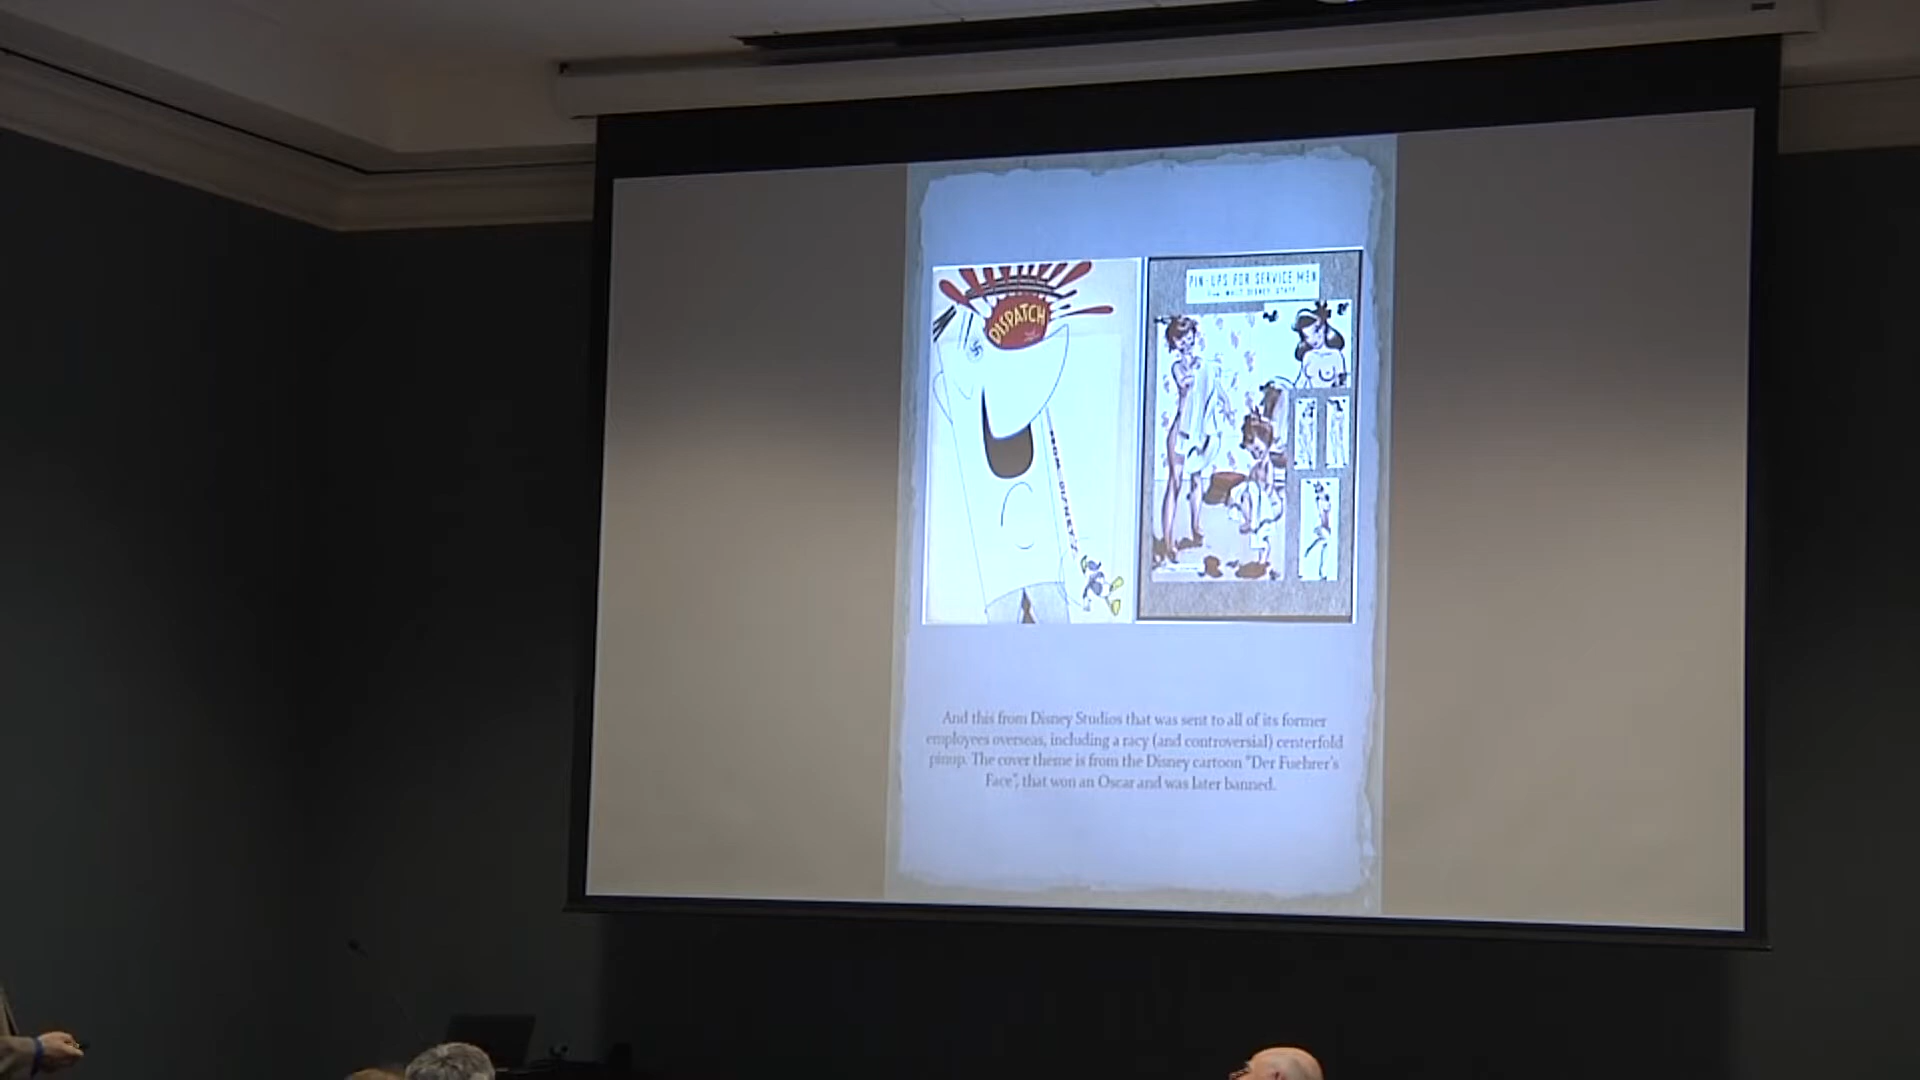 DISPATCH
FROM DISNEY'S
PIN-UPS FOR SERVICE MEN
And this from Disney Studios that was sent to all of its former
employees overseas, including a racy (and controversial) centerfold
pinup. The cover theme is from the Disney cartoon "Der Fuehrer's
Face", that won an Oscar and was later banned.